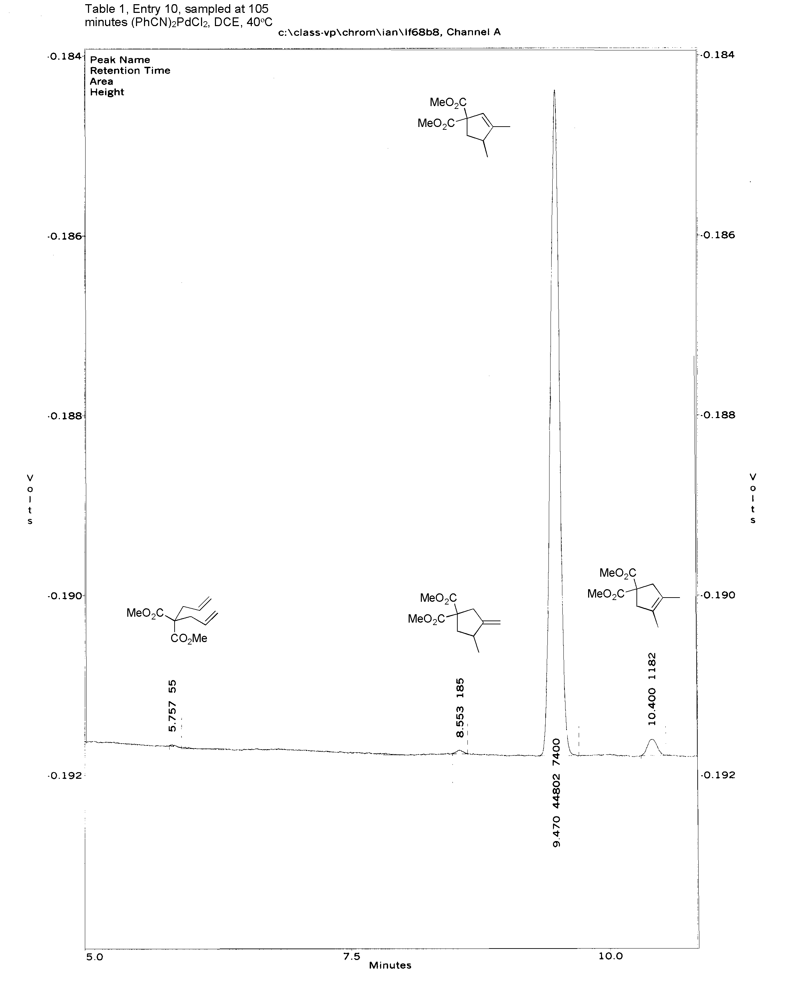 Table 1, Entry 10, sampled at 105
minutes (PhCN)₂PdCl₂, DCE, 40°C
c:\class-vp\chrom\ian\lf68b8, Channel A
-0.184
-0.184
Peak Name
Retention Time
Area
Height
MeO₂C
MeO₂C
-0.186
-0.186
-0.188
-0.188
Volts
Volts
MeO₂C
MeO₂C
-0.190
-0.190
MeO₂C
MeO₂C
MeO₂C
CO₂Me
5.757 55
8.553 185
10.400 1182
9.470 44802 7400
-0.192
-0.192
5.0
7.5
10.0
Minutes